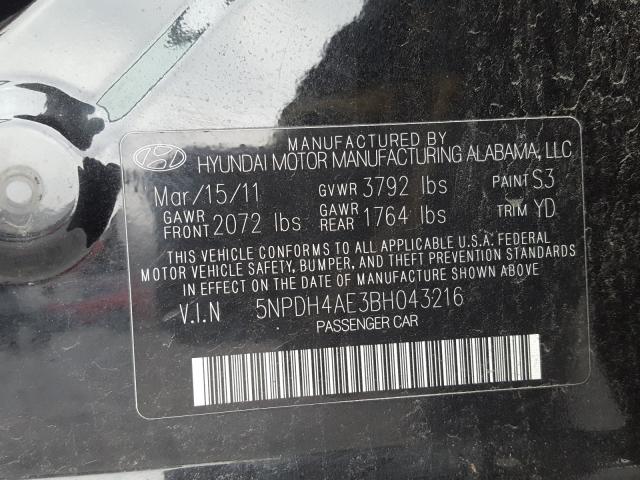 MANUFACTURED BY
HYUNDAI MOTOR MANUFACTURING ALABAMA, LLC
Mar/15/11 GVWR 3792 lbs PAINT S3
GAWR FRONT 2072 lbs GAWR REAR 1764 lbs TRIM YD
THIS VEHICLE CONFORMS TO ALL APPLICABLE U.S.A. FEDERAL
MOTOR VEHICLE SAFETY, BUMPER, AND THEFT PREVENTION STANDARDS
IN EFFECT ON THE DATE OF MANUFACTURE SHOWN ABOVE
V.I.N 5NPDH4AE3BH043216
PASSENGER CAR